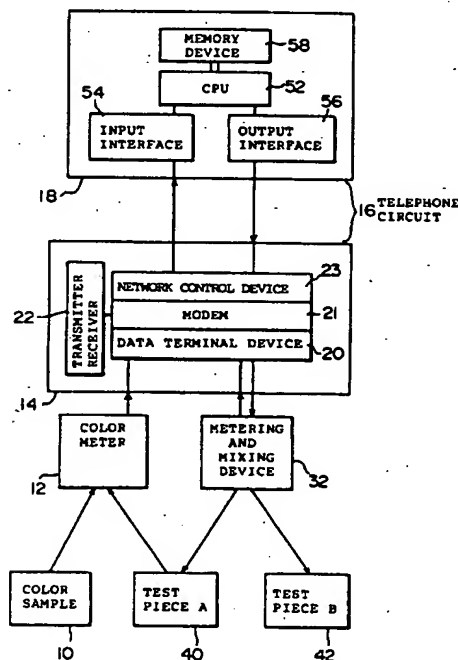 MEMORY
DEVICE
58
CPU
52
54
56
INPUT
INTERFACE
OUTPUT
INTERFACE
18
16 TELEPHONE
CIRCUIT
22
TRANSMITTER
RECEIVER
NETWORK CONTROL DEVICE
23
MODEM
21
DATA TERMINAL DEVICE
20
14
COLOR
METER
12
METERING
AND
MIXING
DEVICE
32
COLOR
SAMPLE
10
TEST
PIECE A
40
TEST
PIECE B
42